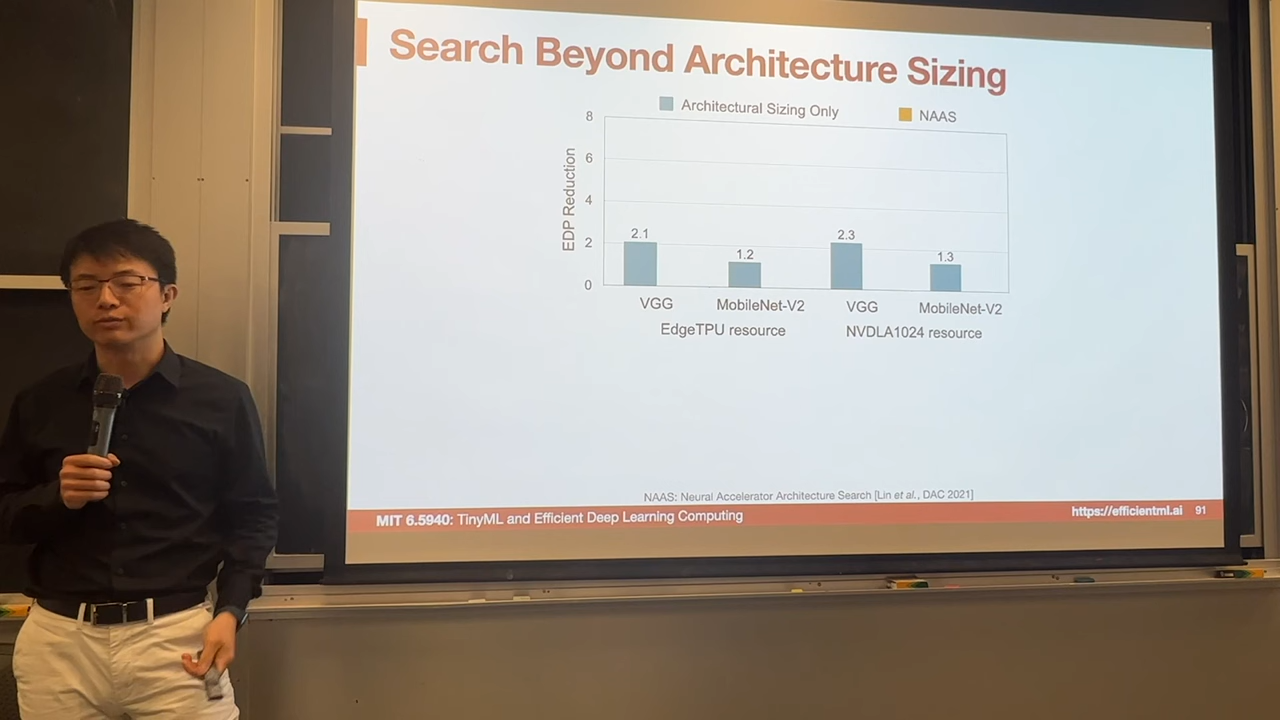 Search Beyond Architecture Sizing
Architectural Sizing Only
NAAS
EDP Reduction
8
6
4
2
0
2.1
1.2
2.3
1.3
VGG
MobileNet-V2
VGG
MobileNet-V2
EdgeTPU resource
NVDLA1024 resource
NAAS: Neural Accelerator Architecture Search [Lin et al., DAC 2021]
MIT 6.5940: TinyML and Efficient Deep Learning Computing
https://efficientml.ai
91